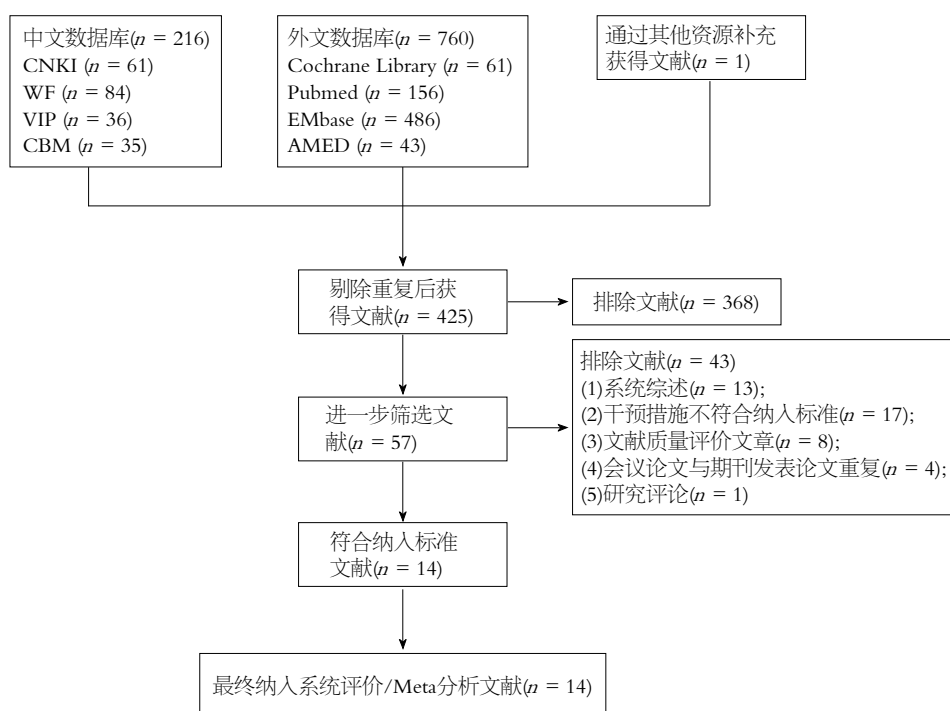 中文数据库(n = 216)
CNKI (n = 61)
WF (n = 84)
VIP (n = 36)
CBM (n = 35)
外文数据库(n = 760)
Cochrane Library (n = 61)
Pubmed (n = 156)
EMbase (n = 486)
AMED (n = 43)
通过其他资源补充
获得文献(n = 1)
剔除重复后获
得文献(n = 425)
排除文献(n = 368)
进一步筛选文
献(n = 57)
排除文献(n = 43)
(1)系统综述(n = 13);
(2)干预措施不符合纳入标准(n = 17);
(3)文献质量评价文章(n = 8);
(4)会议论文与期刊发表论文重复(n = 4);
(5)研究评论(n = 1)
符合纳入标准
文献(n = 14)
最终纳入系统评价/Meta分析文献(n = 14)